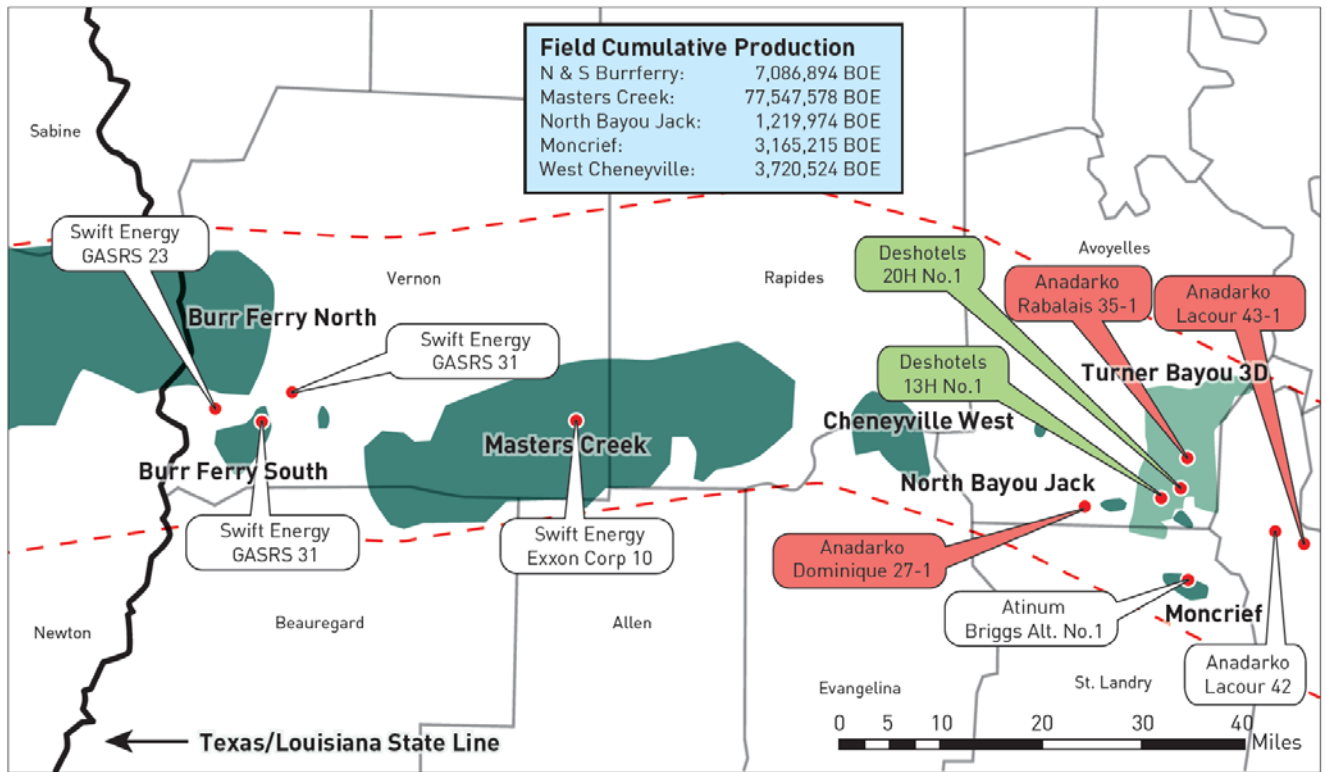 Field Cumulative Production
N & S Burrferry: 7,086,894 BOE
Masters Creek: 77,547,578 BOE
North Bayou Jack: 1,219,974 BOE
Moncrief: 3,165,215 BOE
West Cheneyville: 3,720,524 BOE
Sabine
Swift Energy
GASRS 23
Vernon
Rapides
Avoyelles
Deshotels
20H No.1
Anadarko
Rabalais 35-1
Anadarko
Lacour 43-1
Burr Ferry North
Swift Energy
GASRS 31
Deshotels
13H No.1
Turner Bayou 3D
Cheneyville West
Masters Creek
Burr Ferry South
North Bayou Jack
Swift Energy
GASRS 31
Swift Energy
Exxon Corp 10
Anadarko
Dominique 27-1
Atinum
Briggs Alt. No.1
Moncrief
Newton
Beauregard
Allen
Anadarko
Lacour 42
Evangelina
St. Landry
0 5 10 20 30 40
Miles
Texas/Louisiana State Line